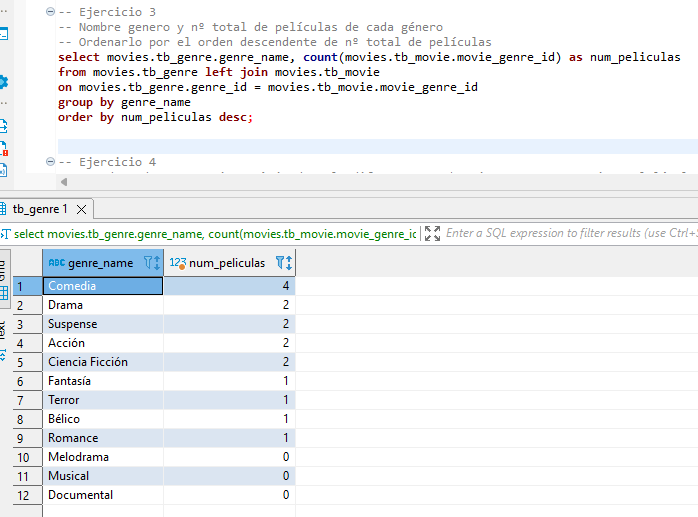 -- Ejercicio 3
-- Nombre genero y nº total de películas de cada género
-- Ordenarlo por el orden descendente de nº total de películas
select movies.tb_genre.genre_name, count(movies.tb_movie.movie_genre_id) as num_peliculas
from movies.tb_genre left join movies.tb_movie
on movies.tb_genre.genre_id = movies.tb_movie.movie_genre_id
group by genre_name
order by num_peliculas desc;
-- Ejercicio 4
tb_genre 1
select movies.tb_genre.genre_name, count(movies.tb_movie.movie_genre_id Enter a SQL expression to filter results (use Ctrl+S
ABC genre_name 123 num_peliculas
1 Comedia 4
2 Drama 2
3 Suspense 2
4 Acción 2
5 Ciencia Ficción 2
6 Fantasía 1
7 Terror 1
8 Bélico 1
9 Romance 1
10 Melodrama 0
11 Musical 0
12 Documental 0